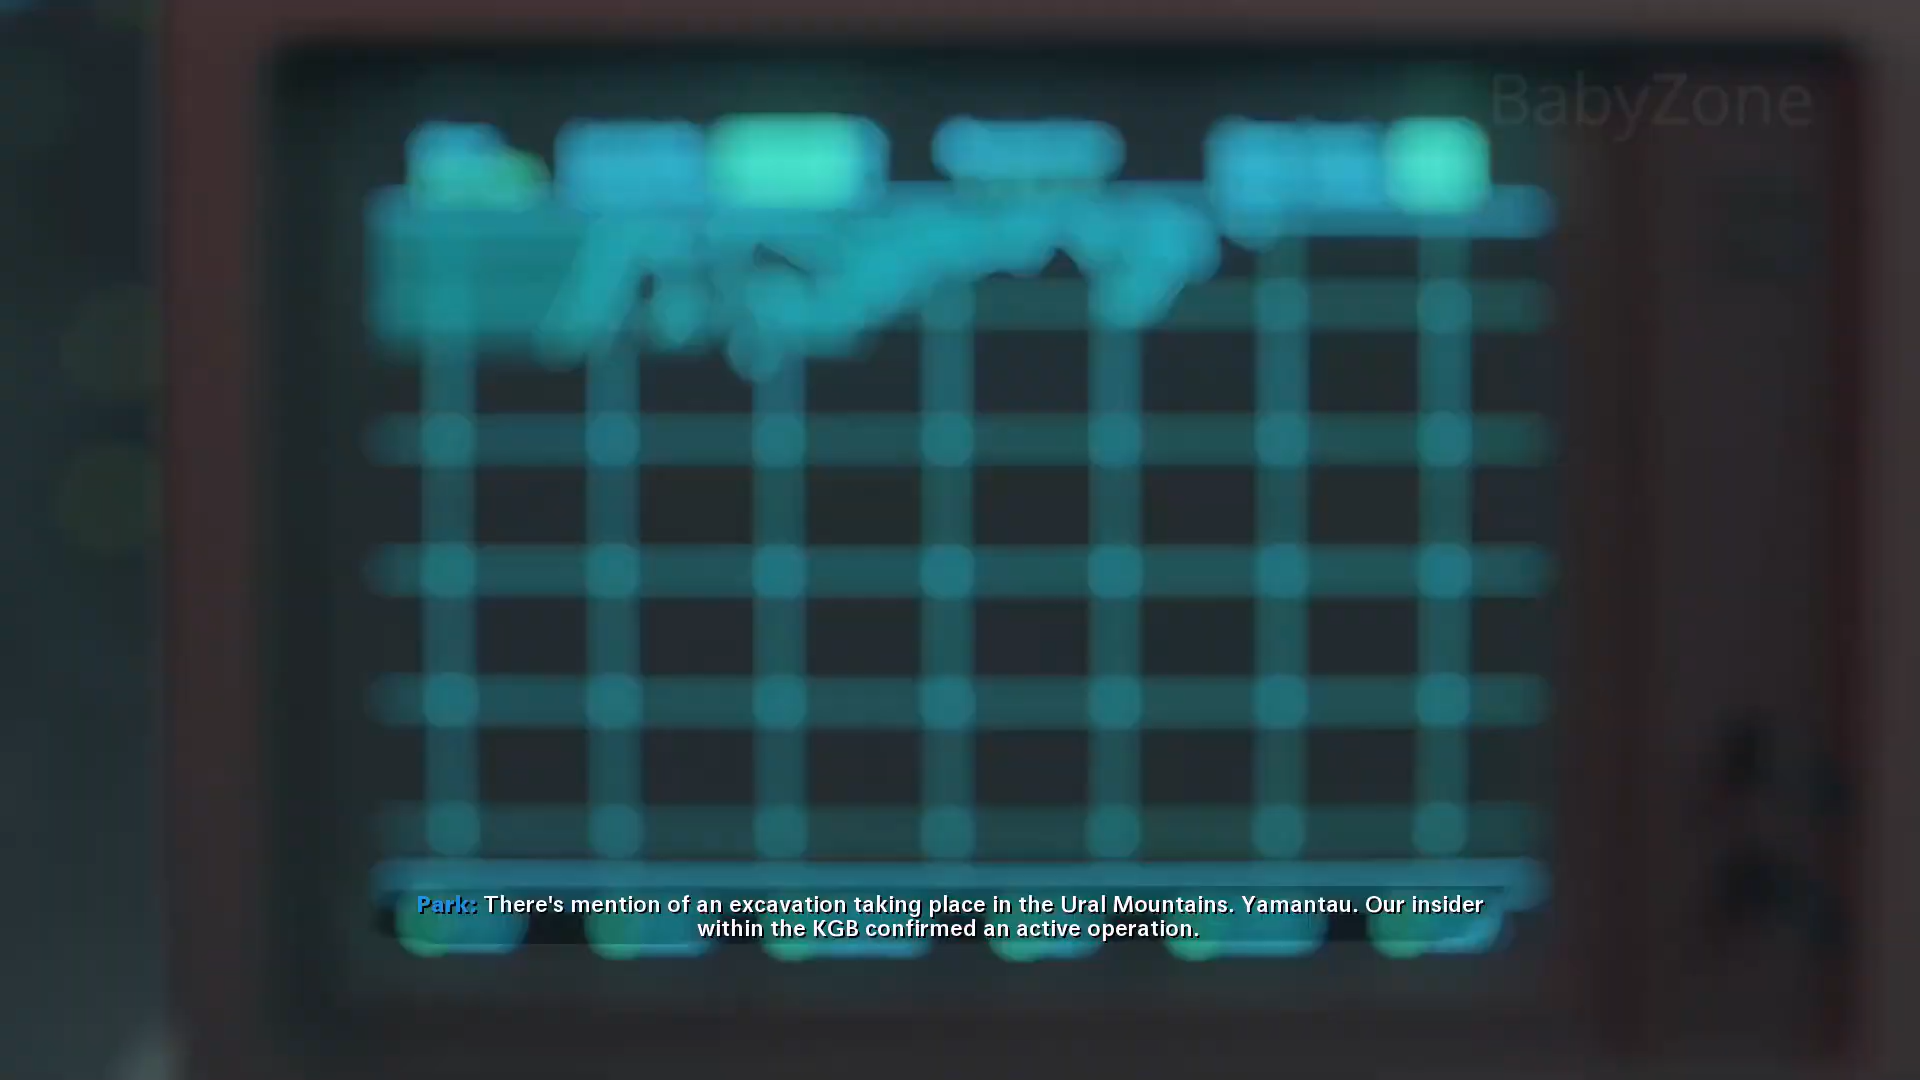 BabyZone
Park: There's mention of an excavation taking place in the Ural Mountains. Yamantau. Our insider
within the KGB confirmed an active operation.